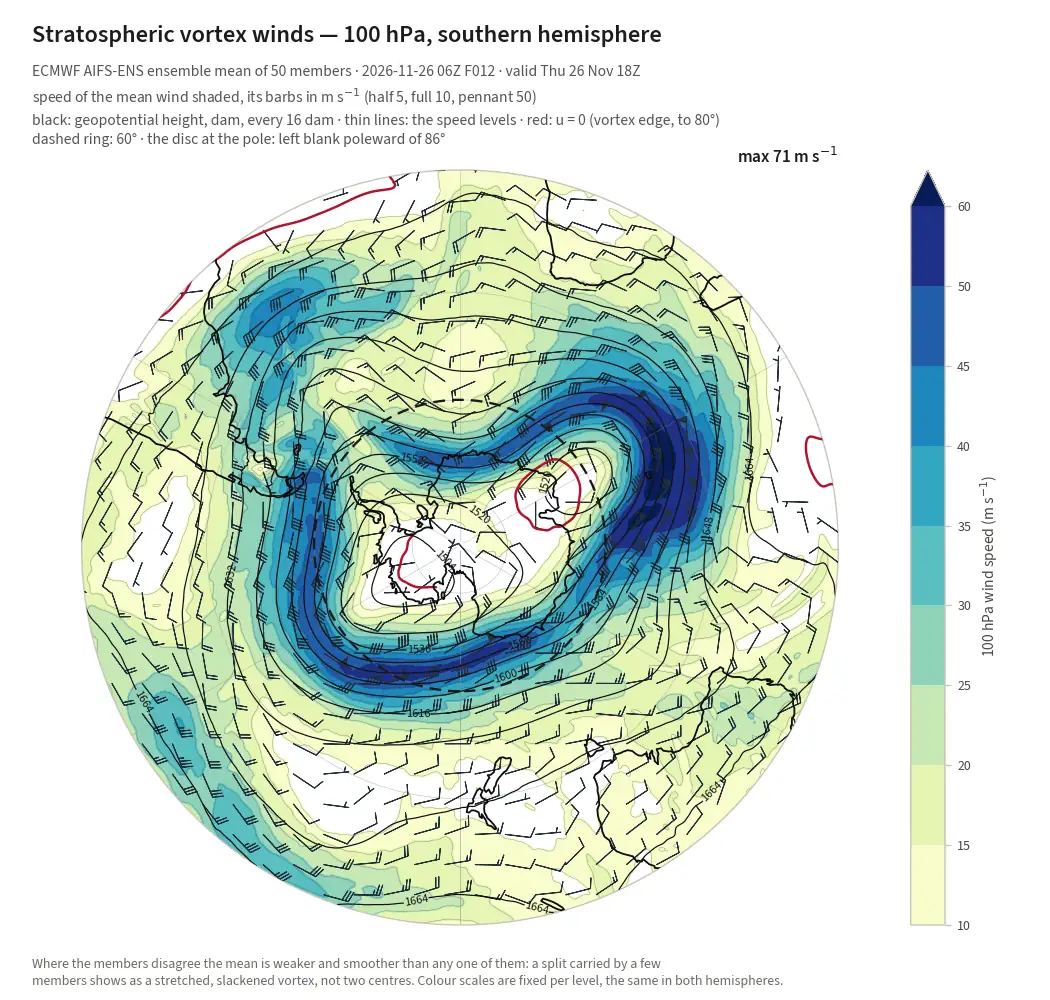 Stratospheric vortex winds — 100 hPa, southern hemisphere
ECMWF AIFS-ENS ensemble mean of 50 members · 2026-11-26 06Z F012 · valid Thu 26 Nov 18Z
speed of the mean wind shaded, its barbs in m s⁻¹ (half 5, full 10, pennant 50)
black: geopotential height, dam, every 16 dam · thin lines: the speed levels · red: u = 0 (vortex edge, to 80°)
dashed ring: 60° · the disc at the pole: left blank poleward of 86°
max 71 m s⁻¹
60
50
45
40
35
30
25
20
15
10
100 hPa wind speed (m s⁻¹)
1664
1520
1520
1648
1632
1536
1600
1616
1664
1664
1664
1664
Where the members disagree the mean is weaker and smoother than any one of them: a split carried by a few
members shows as a stretched, slackened vortex, not two centres. Colour scales are fixed per level, the same in both hemispheres.